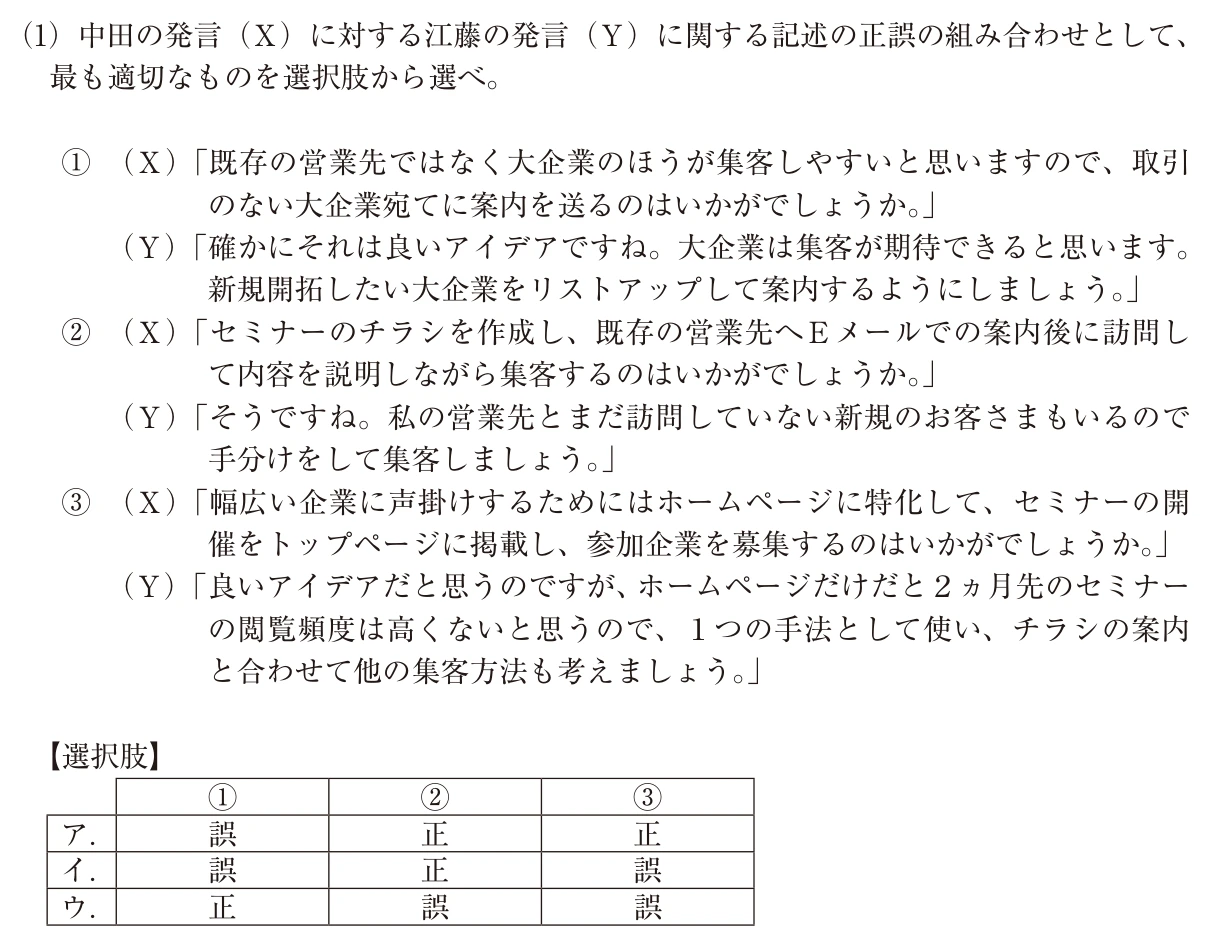 (1) 中田の発言（X）に対する江藤の発言（Y）に関する記述の正誤の組み合わせとして、
最も適切なものを選択肢から選べ。
① （X）「既存の営業先ではなく大企業のほうが集客しやすいと思いますので、取引
のない大企業宛てに案内を送るのはいかがでしょうか。」
（Y）「確かにそれは良いアイデアですね。大企業は集客が期待できると思います。
新規開拓したい大企業をリストアップして案内するようにしましょう。」
② （X）「セミナーのチラシを作成し、既存の営業先へEメールでの案内後に訪問し
て内容を説明しながら集客するのはいかがでしょうか。」
（Y）「そうですね。私の営業先とまだ訪問していない新規のお客さまもいるので
手分けをして集客しましょう。」
③ （X）「幅広い企業に声掛けするためにはホームページに特化して、セミナーの開
催をトップページに掲載し、参加企業を募集するのはいかがでしょうか。」
（Y）「良いアイデアだと思うのですが、ホームページだけだと２ヵ月先のセミナー
の閲覧頻度は高くないと思うので、１つの手法として使い、チラシの案内
と合わせて他の集客方法も考えましょう。」
【選択肢】
① ② ③
ア． 誤 正 正
イ． 誤 正 誤
ウ． 正 誤 誤